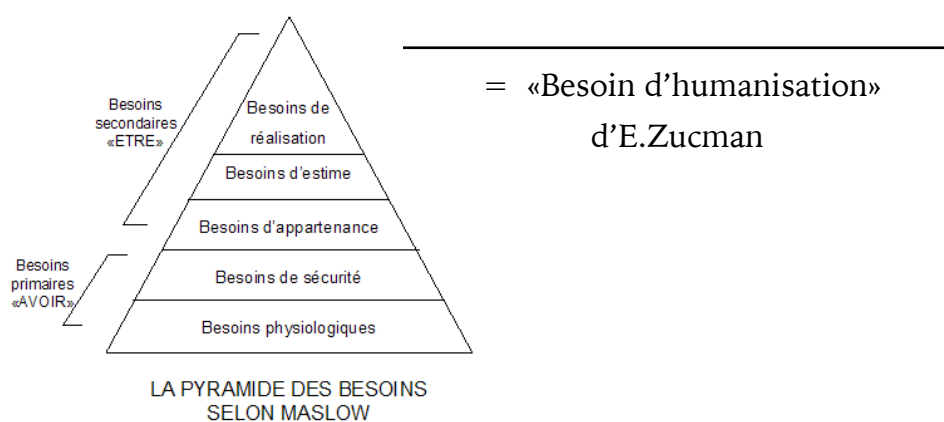 = «Besoin d’humanisation»
d’E.Zucman
Besoins
secondaires
«ETRE»
Besoins de
réalisation
Besoins d'estime
Besoins d'appartenance
Besoins
primaires
«AVOIR»
Besoins de sécurité
Besoins physiologiques
LA PYRAMIDE DES BESOINS
SELON MASLOW